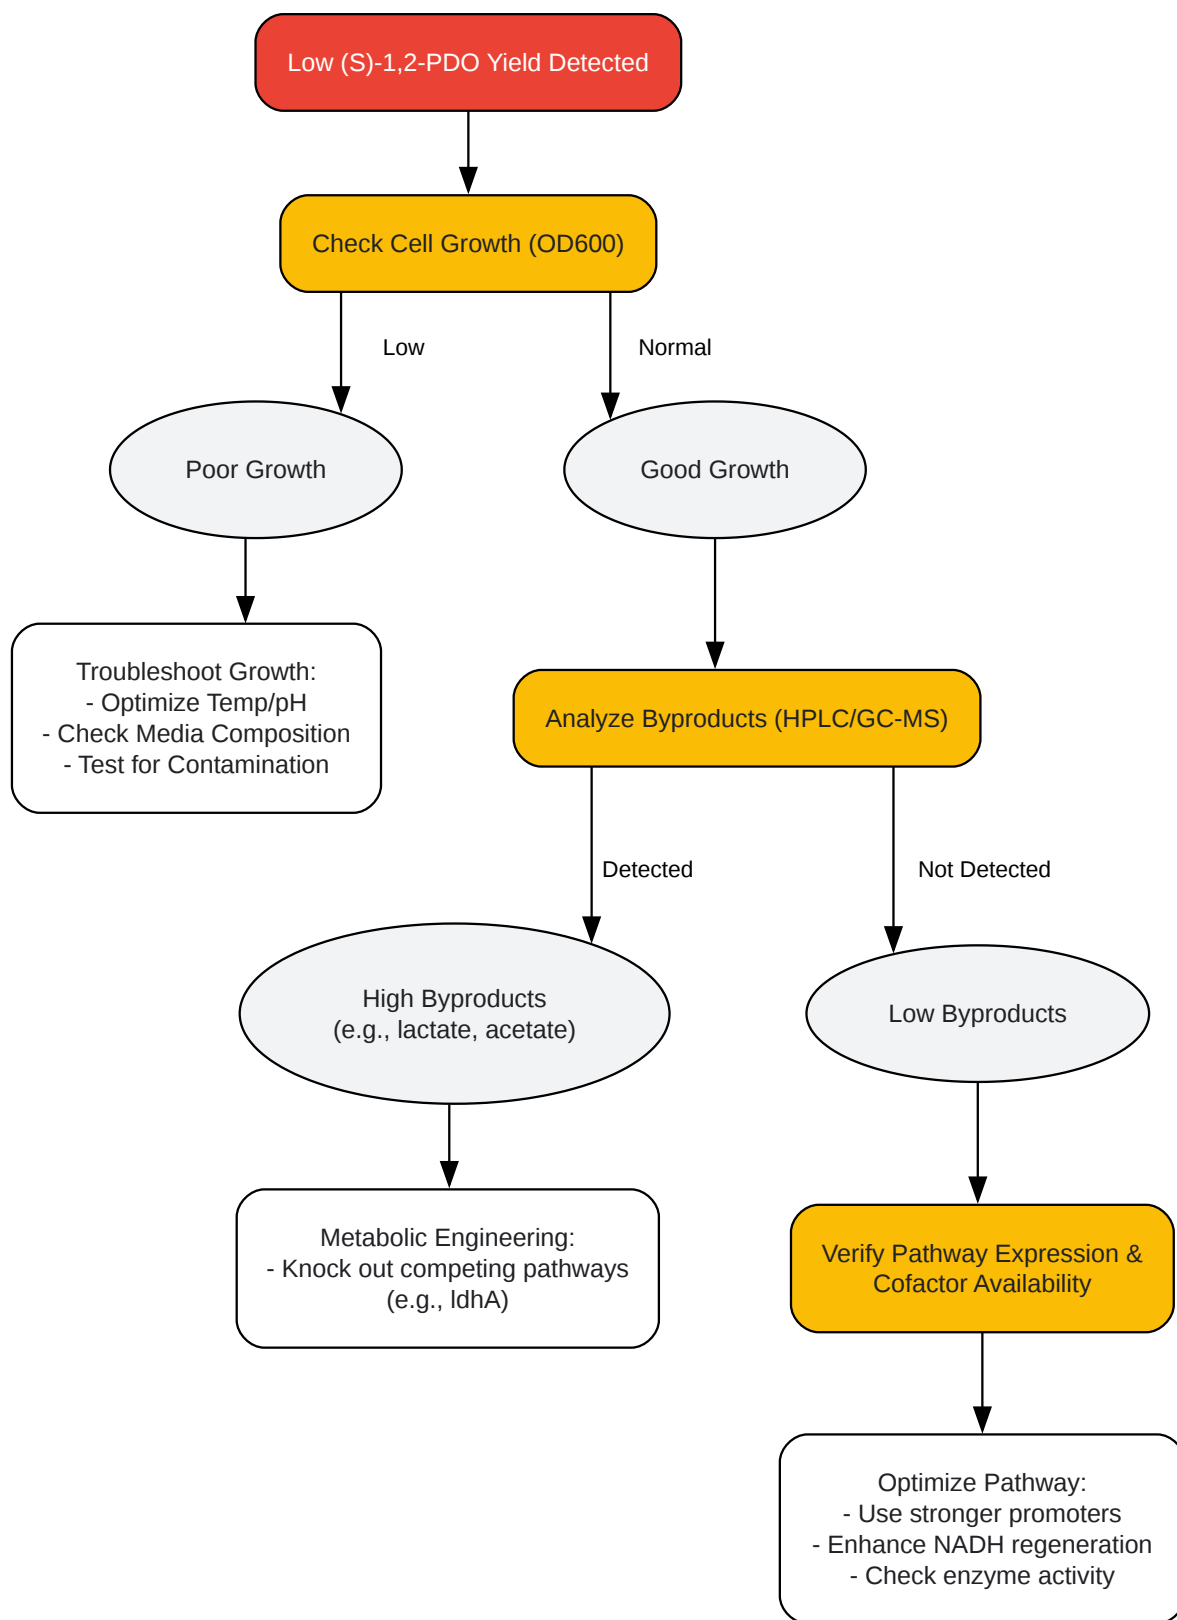 Low (S)-1,2-PDO Yield Detected
Check Cell Growth (OD600)
Low
Normal
Poor Growth
Good Growth
Troubleshoot Growth:
- Optimize Temp/pH
- Check Media Composition
- Test for Contamination
Analyze Byproducts (HPLC/GC-MS)
Detected
Not Detected
High Byproducts
(e.g., lactate, acetate)
Low Byproducts
Metabolic Engineering:
- Knock out competing pathways
(e.g., ldhA)
Verify Pathway Expression &
Cofactor Availability
Optimize Pathway:
- Use stronger promoters
- Enhance NADH regeneration
- Check enzyme activity